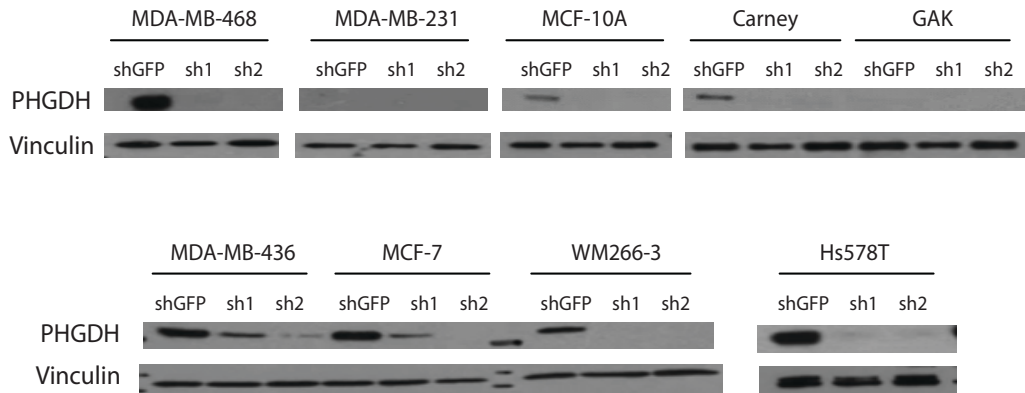 MDA-MB-468 MDA-MB-231 MCF-10A Carney GAK
shGFP sh1 sh2 shGFP sh1 sh2 shGFP sh1 sh2 shGFP sh1 sh2 shGFP sh1 sh2
PHGDH
Vinculin
MDA-MB-436 MCF-7 WM266-3 Hs578T
shGFP sh1 sh2 shGFP sh1 sh2 shGFP sh1 sh2 shGFP sh1 sh2
PHGDH
Vinculin